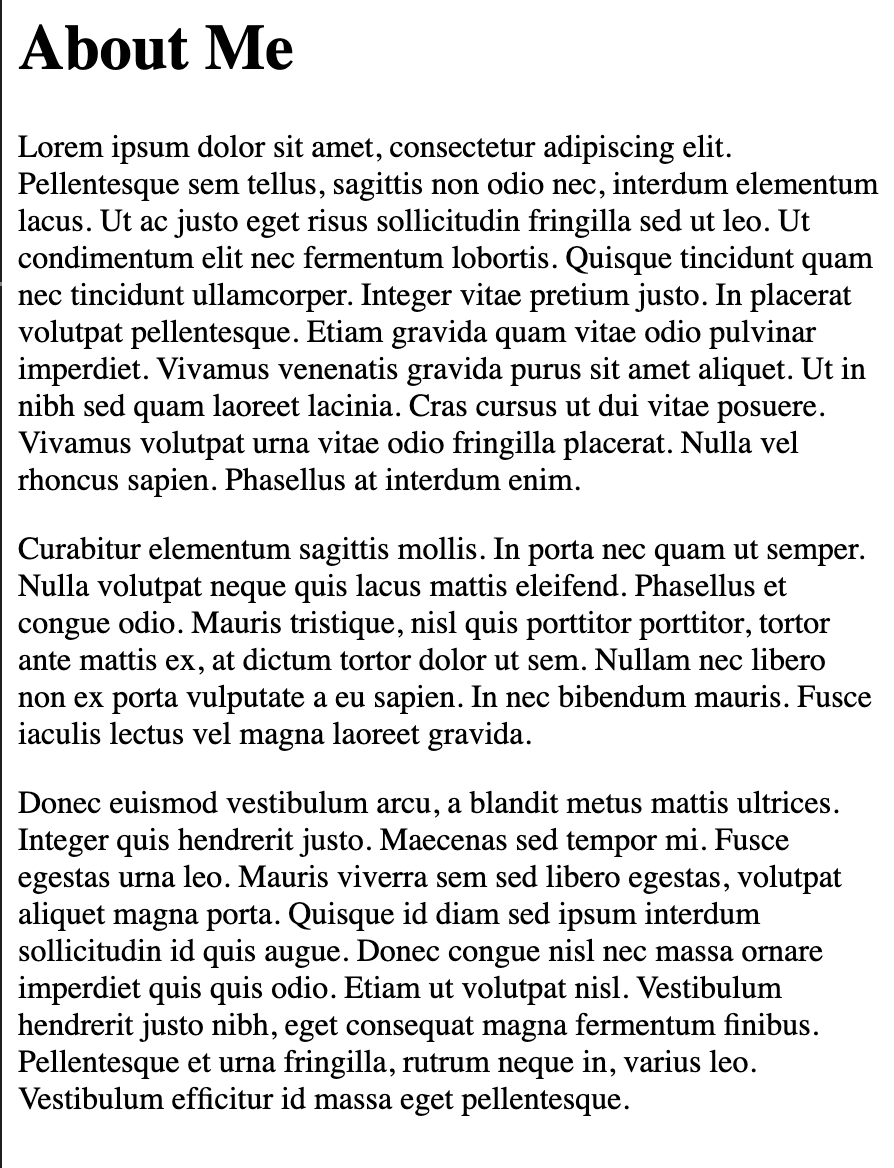 About Me
Lorem ipsum dolor sit amet, consectetur adipiscing elit.
Pellentesque sem tellus, sagittis non odio nec, interdum elementum
lacus. Ut ac justo eget risus sollicitudin fringilla sed ut leo. Ut
condimentum elit nec fermentum lobortis. Quisque tincidunt quam
nec tincidunt ullamcorper. Integer vitae pretium justo. In placerat
volutpat pellentesque. Etiam gravida quam vitae odio pulvinar
imperdiet. Vivamus venenatis gravida purus sit amet aliquet. Ut in
nibh sed quam laoreet lacinia. Cras cursus ut dui vitae posuere.
Vivamus volutpat urna vitae odio fringilla placerat. Nulla vel
rhoncus sapien. Phasellus at interdum enim.
Curabitur elementum sagittis mollis. In porta nec quam ut semper.
Nulla volutpat neque quis lacus mattis eleifend. Phasellus et
congue odio. Mauris tristique, nisl quis porttitor porttitor, tortor
ante mattis ex, at dictum tortor dolor ut sem. Nullam nec libero
non ex porta vulputate a eu sapien. In nec bibendum mauris. Fusce
iaculis lectus vel magna laoreet gravida.
Donec euismod vestibulum arcu, a blandit metus mattis ultrices.
Integer quis hendrerit justo. Maecenas sed tempor mi. Fusce
egestas urna leo. Mauris viverra sem sed libero egestas, volutpat
aliquet magna porta. Quisque id diam sed ipsum interdum
sollicitudin id quis augue. Donec congue nisl nec massa ornare
imperdiet quis quis odio. Etiam ut volutpat nisl. Vestibulum
hendrerit justo nibh, eget consequat magna fermentum finibus.
Pellentesque et urna fringilla, rutrum neque in, varius leo.
Vestibulum efficitur id massa eget pellentesque.